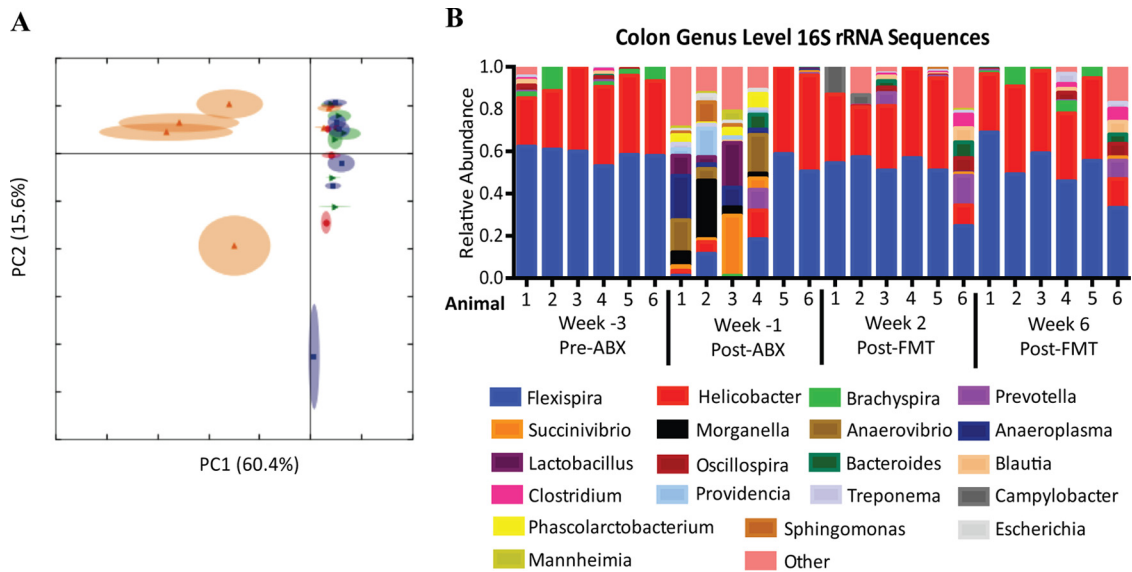 A
PC2 (15.6%)
PC1 (60.4%)
B
Colon Genus Level 16S rRNA Sequences
Relative Abundance
1.0
0.8
0.6
0.4
0.2
0.0
Animal
1 2 3 4 5 6 1 2 3 4 5 6 1 2 3 4 5 6 1 2 3 4 5 6
Week -3 Week -1 Week 2 Week 6
Pre-ABX Post-ABX Post-FMT Post-FMT
Flexispira Helicobacter Brachyspira Prevotella
Succinivibrio Morganella Anaerovibrio Anaeroplasma
Lactobacillus Oscillospira Bacteroides Blautia
Clostridium Providencia Treponema Campylobacter
Phascolarctobacterium Sphingomonas Escherichia
Mannheimia Other